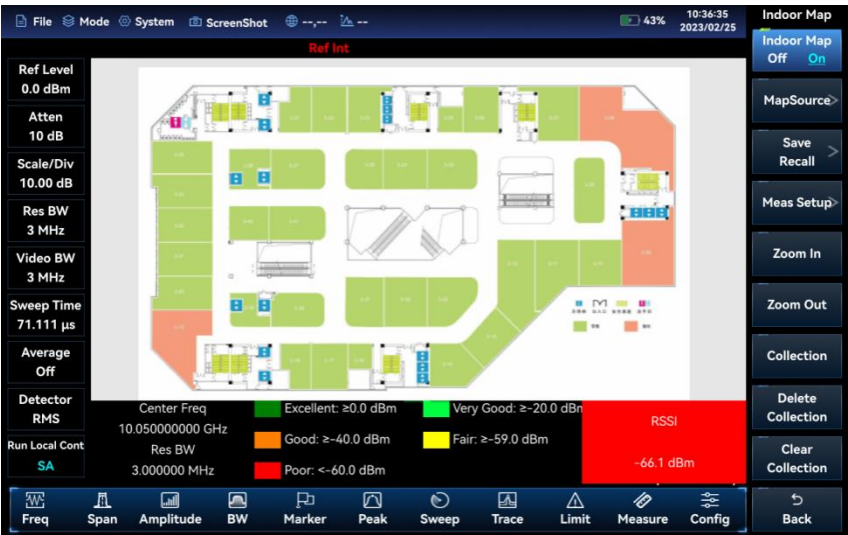 File Mode System ScreenShot --,-- -- 43% 10:36:35
2023/02/25
Indoor Map
Ref Int
Ref Level
0.0 dBm
Atten
10 dB
Scale/Div
10.00 dB
Res BW
3 MHz
Video BW
3 MHz
Sweep Time
71.111 µs
Average
Off
Detector
RMS
Run Local Cont
SA
Center Freq
10.050000000 GHz
Res BW
3.000000 MHz
Excellent: ≥0.0 dBm
Very Good: ≥-20.0 dBm
Good: ≥-40.0 dBm
Fair: ≥-59.0 dBm
Poor: <-60.0 dBm
RSSI
-66.1 dBm
Indoor Map
Off On
MapSource>
Save
Recall >
Meas Setup>
Zoom In
Zoom Out
Collection
Delete
Collection
Clear
Collection
Back
Freq Span Amplitude BW Marker Peak Sweep Trace Limit Measure Config